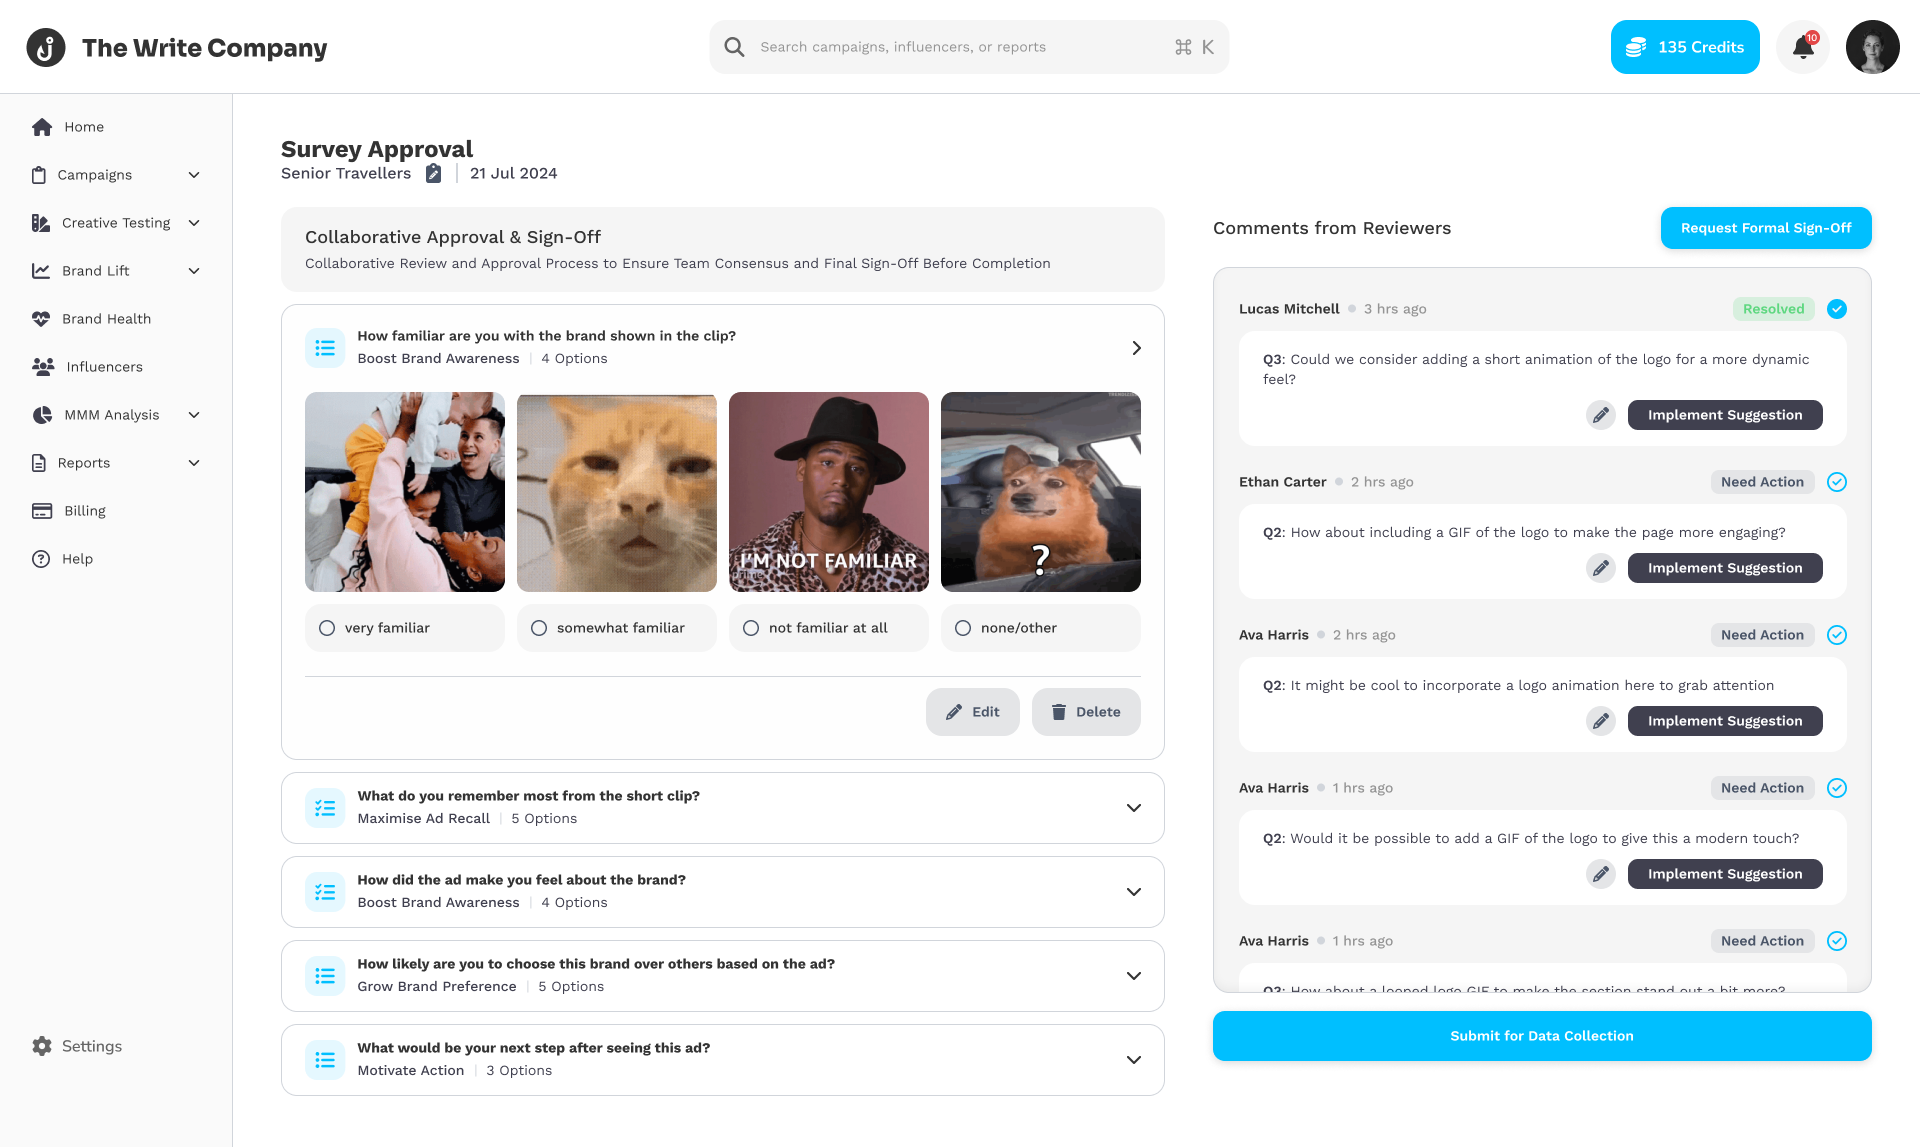 The Write Company
Search campaigns, influencers, or reports
⌘ K
135 Credits
10
Home
Campaigns
Creative Testing
Brand Lift
Brand Health
Influencers
MMM Analysis
Reports
Billing
Help
Settings
Survey Approval
Senior Travellers
21 Jul 2024
Collaborative Approval & Sign-Off
Collaborative Review and Approval Process to Ensure Team Consensus and Final Sign-Off Before Completion
How familiar are you with the brand shown in the clip?
Boost Brand Awareness
4 Options
I'M NOT FAMILIAR
?
very familiar
somewhat familiar
not familiar at all
none/other
Edit
Delete
What do you remember most from the short clip?
Maximise Ad Recall
5 Options
How did the ad make you feel about the brand?
Boost Brand Awareness
4 Options
How likely are you to choose this brand over others based on the ad?
Grow Brand Preference
5 Options
What would be your next step after seeing this ad?
Motivate Action
3 Options
Comments from Reviewers
Request Formal Sign-Off
Lucas Mitchell
3 hrs ago
Resolved
Q3: Could we consider adding a short animation of the logo for a more dynamic
feel?
Implement Suggestion
Ethan Carter
2 hrs ago
Need Action
Q2: How about including a GIF of the logo to make the page more engaging?
Implement Suggestion
Ava Harris
2 hrs ago
Need Action
Q2: It might be cool to incorporate a logo animation here to grab attention
Implement Suggestion
Ava Harris
1 hrs ago
Need Action
Q2: Would it be possible to add a GIF of the logo to give this a modern touch?
Implement Suggestion
Ava Harris
1 hrs ago
Need Action
How about a looped logo GIF to make the section stand out a bit more?
Submit for Data Collection